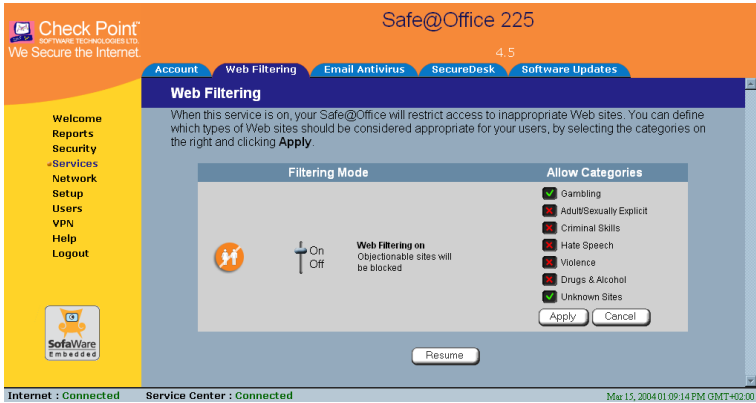 Check Point™
SOFTWARE TECHNOLOGIES LTD.
We Secure the Internet.
Safe@Office 225
4.5
Account
Web Filtering
Email Antivirus
SecureDesk
Software Updates
Web Filtering
When this service is on, your Safe@Office will restrict access to inappropriate Web sites. You can define
which types of Web sites should be considered appropriate for your users, by selecting the categories on
the right and clicking Apply.
Welcome
Reports
Security
Services
Network
Setup
Users
VPN
Help
Logout
Filtering Mode
On
Off
Web Filtering on
Objectionable sites will
be blocked
Allow Categories
Gambling
Adult/Sexually Explicit
Criminal Skills
Hate Speech
Violence
Drugs & Alcohol
Unknown Sites
Apply
Cancel
Resume
SofaWare
Embedded
Internet : Connected
Service Center : Connected
Mar 15, 2004 01:09:14 PM GMT+02:00